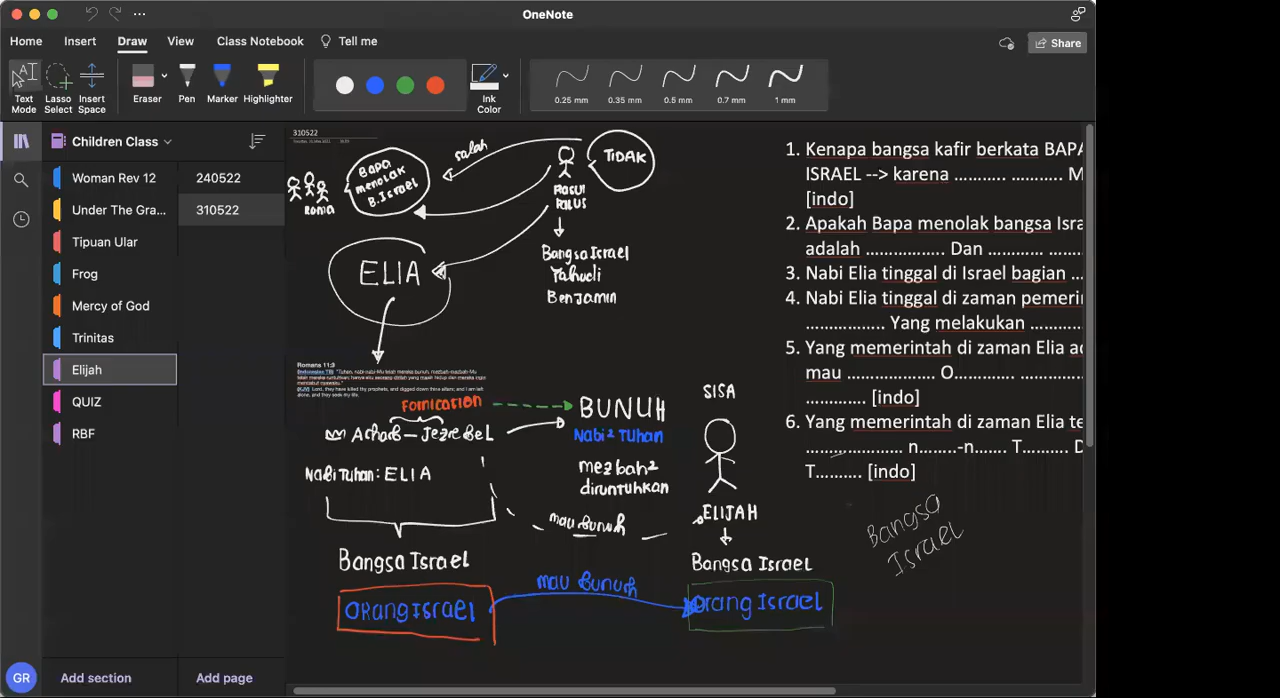 OneNote
Home Insert Draw View Class Notebook Tell me
Share
Text Mode
Lasso Select
Insert Space
Eraser
Pen
Marker
Highlighter
Ink Color
0.25 mm
0.35 mm
0.5 mm
0.7 mm
1 mm
Children Class
Woman Rev 12
Under The Gra...
Tipuan Ular
Frog
Mercy of God
Trinitas
Elijah
QUIZ
RBF
240522
310522
GR
Add section
Add page
310522
Roma
Bapa
menolak
B.Israel
salah
TIDAK
Rasul
Paulus
Bangsa Israel
Yahudi
Benjamin
ELIA
Romans 11:3
Fornication
BUNUH
Achab – Jezebel
Nabi² TUHAN
Nabi Tuhan: ELIA
mezbah²
diruntuhkan
mau bunuh
SISA
ELIJAH
Bangsa Israel
Bangsa Israel
ORang ISrael
mau Bunuh
Orang Israel
1. Kenapa bangsa kafir berkata BAPA
ISRAEL --> karena .......... .......... M
[indo]
2. Apakah Bapa menolak bangsa Isra
adalah ............... Dan ............... ........
3. Nabi Elia tinggal di Israel bagian ...
4. Nabi Elia tinggal di zaman pemerin
............... Yang melakukan ..........
5. Yang memerintah di zaman Elia ad
mau ............... O.......... ...............
............ [indo]
6. Yang memerintah di zaman Elia te
.................. n.......-n....... T.......... D
T.......... [indo]
Bangsa
Israel